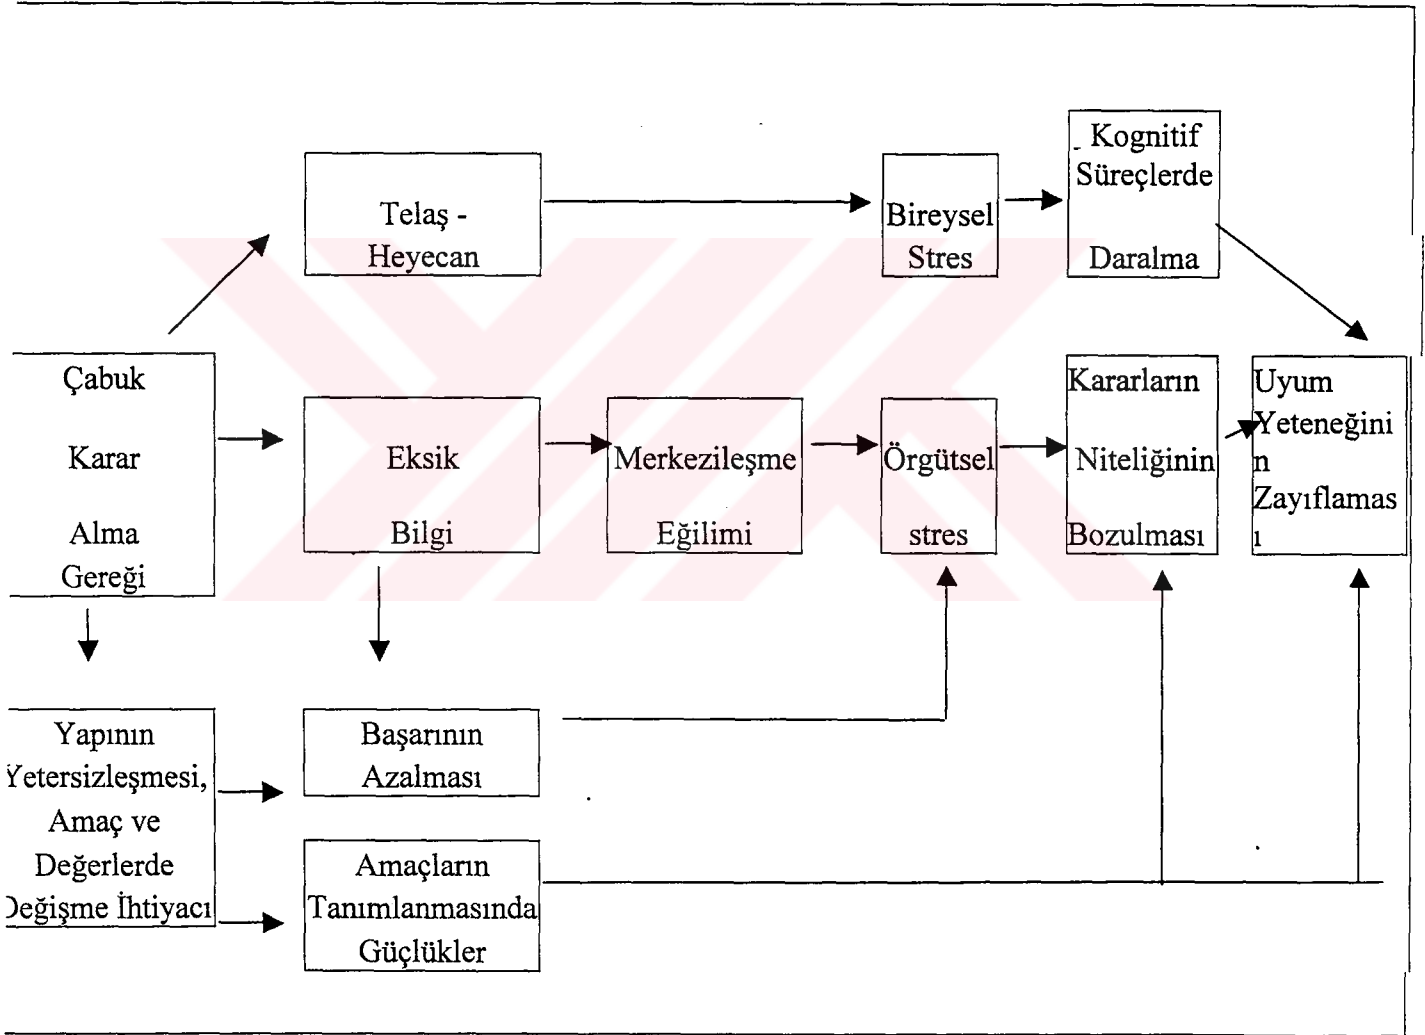 Telaş -
Heyecan
Bireysel
Stres
Kognitif
Süreçlerde
Daralma
Çabuk
Karar
Alma
Gereği
Eksik
Bilgi
Merkezileşme
Eğilimi
Örgütsel
stres
Kararların
Niteliğinin
Bozulması
Uyum
Yeteneğini
n
Zayıflamas
ı
Yapının
Yetersizleşmesi,
Amaç ve
Değerlerde
Değişme İhtiyacı
Başarının
Azalması
Amaçların
Tanımlanmasında
Güçlükler